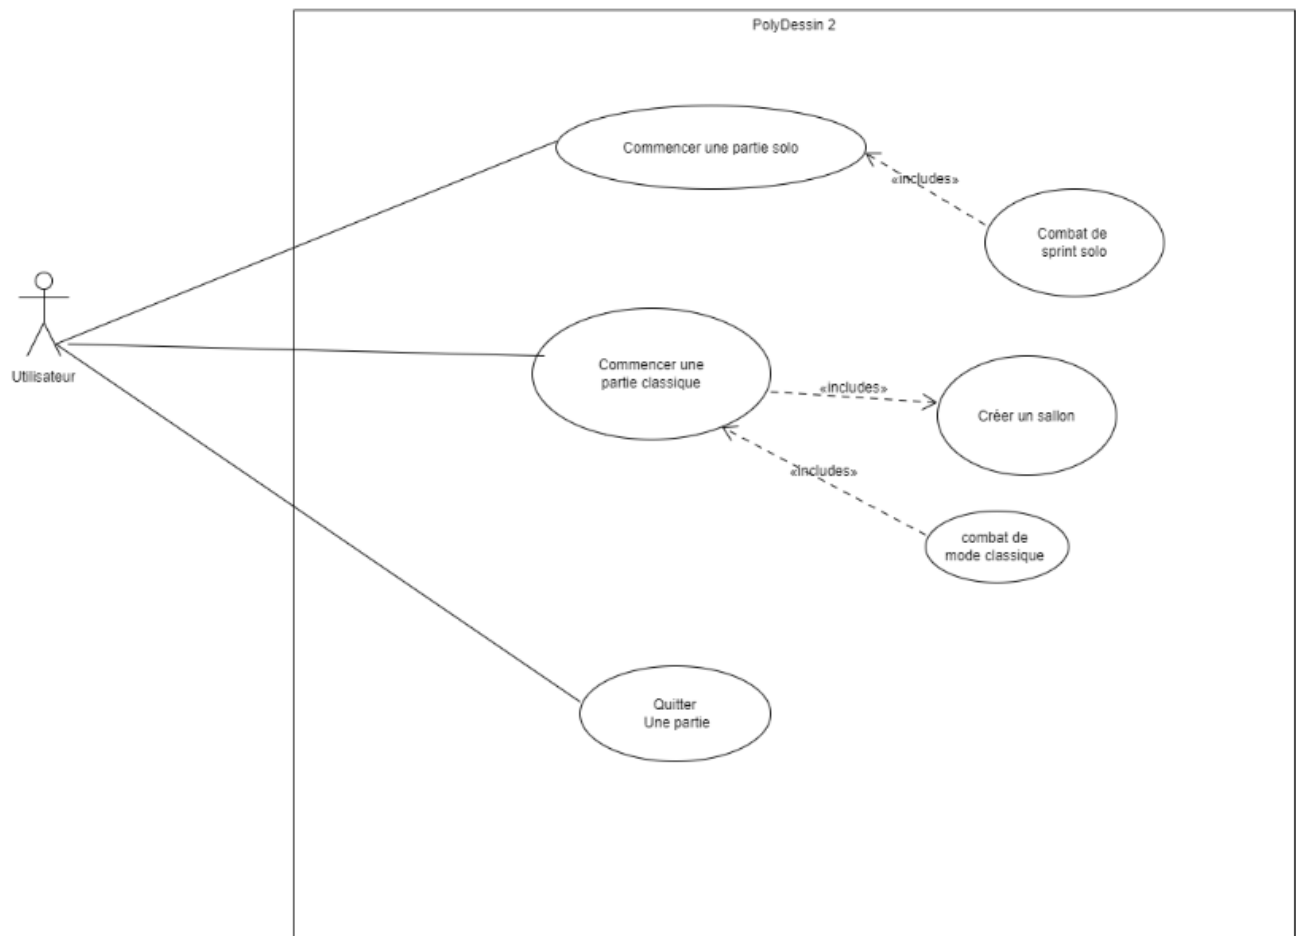 PolyDessin 2
Commencer une partie solo
«includes»
Combat de
sprint solo
Utilisateur
Commencer une
partie classique
«includes»
Créer un sallon
«includes»
combat de
mode classique
Quitter
Une partie